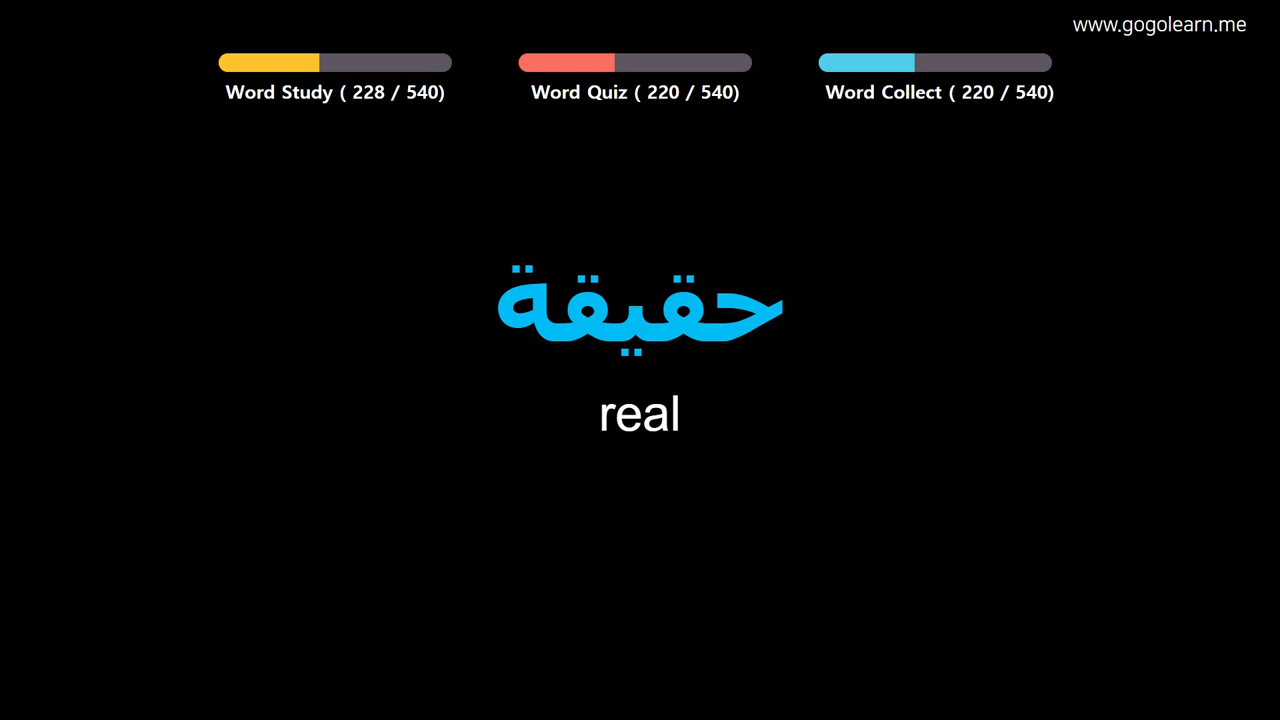 www.gogolearn.me
Word Study ( 228 / 540)
Word Quiz ( 220 / 540)
Word Collect ( 220 / 540)
حقيقة
real